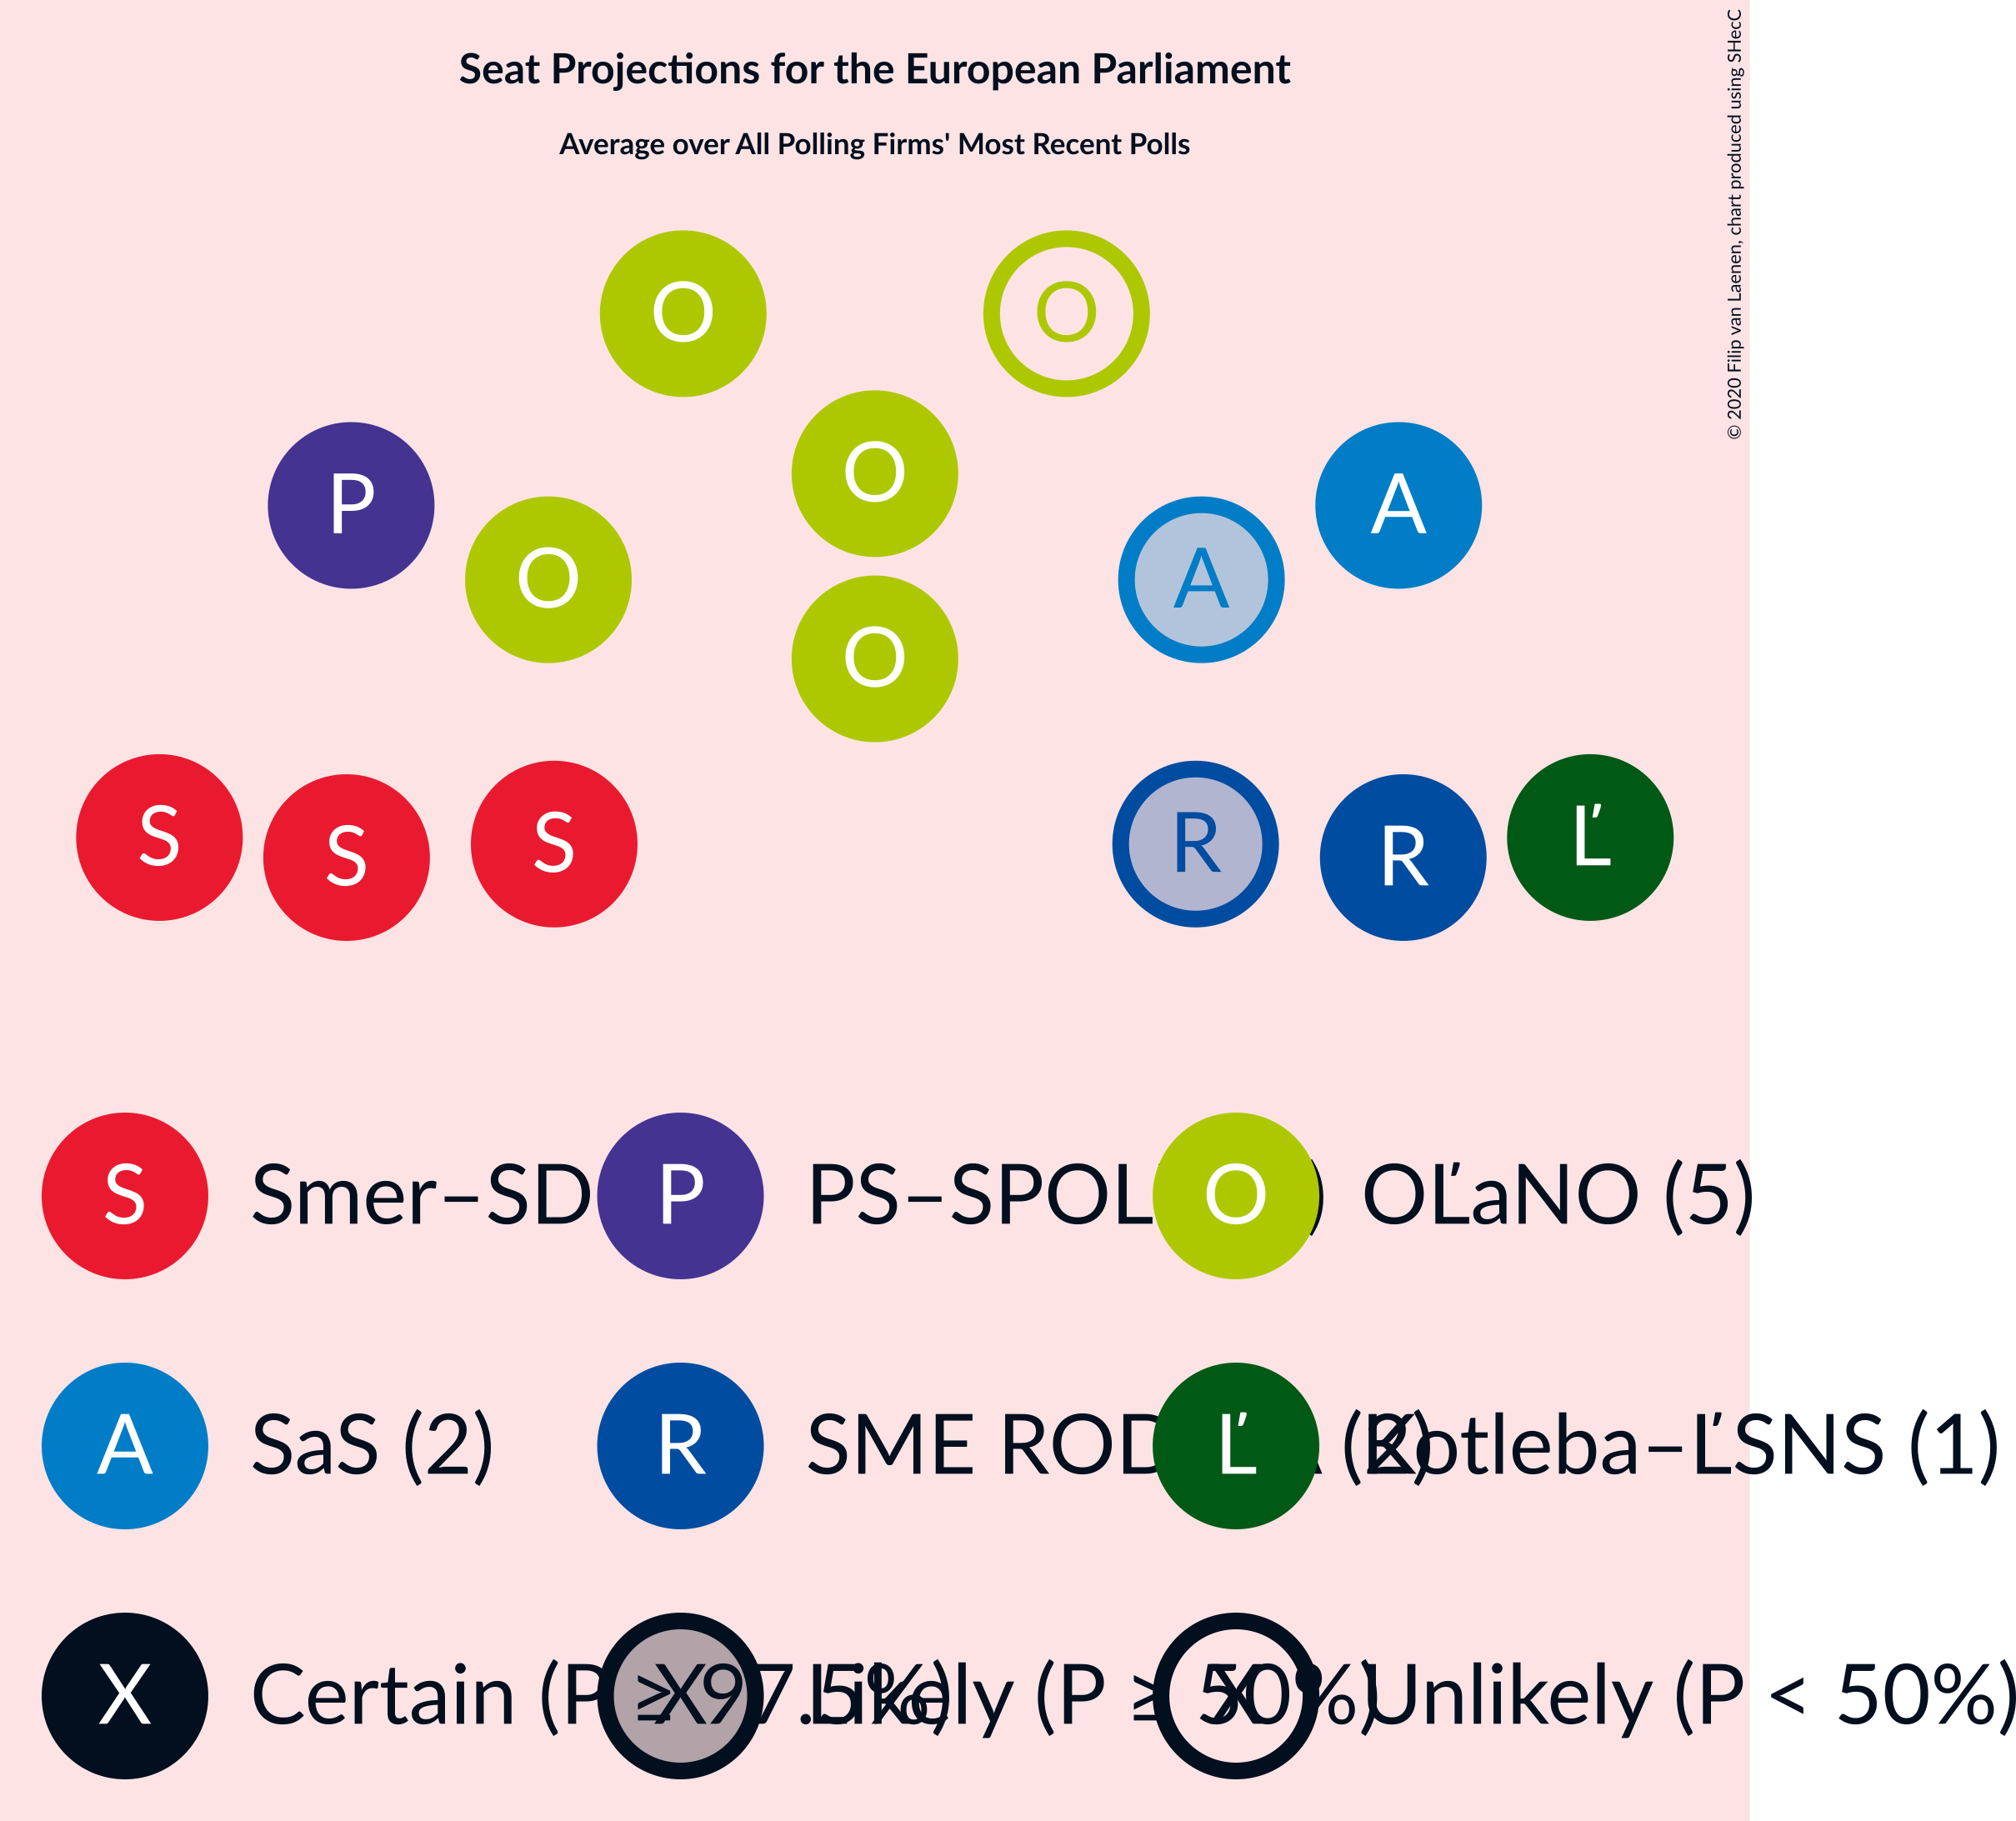 Seat Projections for the European Parliament
Average over All Polling Firms' Most Recent Polls
© 2020 Filip van Laenen, chart produced using SHecC
O O
O
P A
O A
O
S S S R R Ľ
S Smer–SD P PS–SPOL O OĽaNO (5)
A SaS (2) R SME ROD Ľ Kotleba–ĽSNS (1)
X Certain (P ≥ 97.5%) X Likely (P ≥ 50%) X Unlikely (P < 50%)